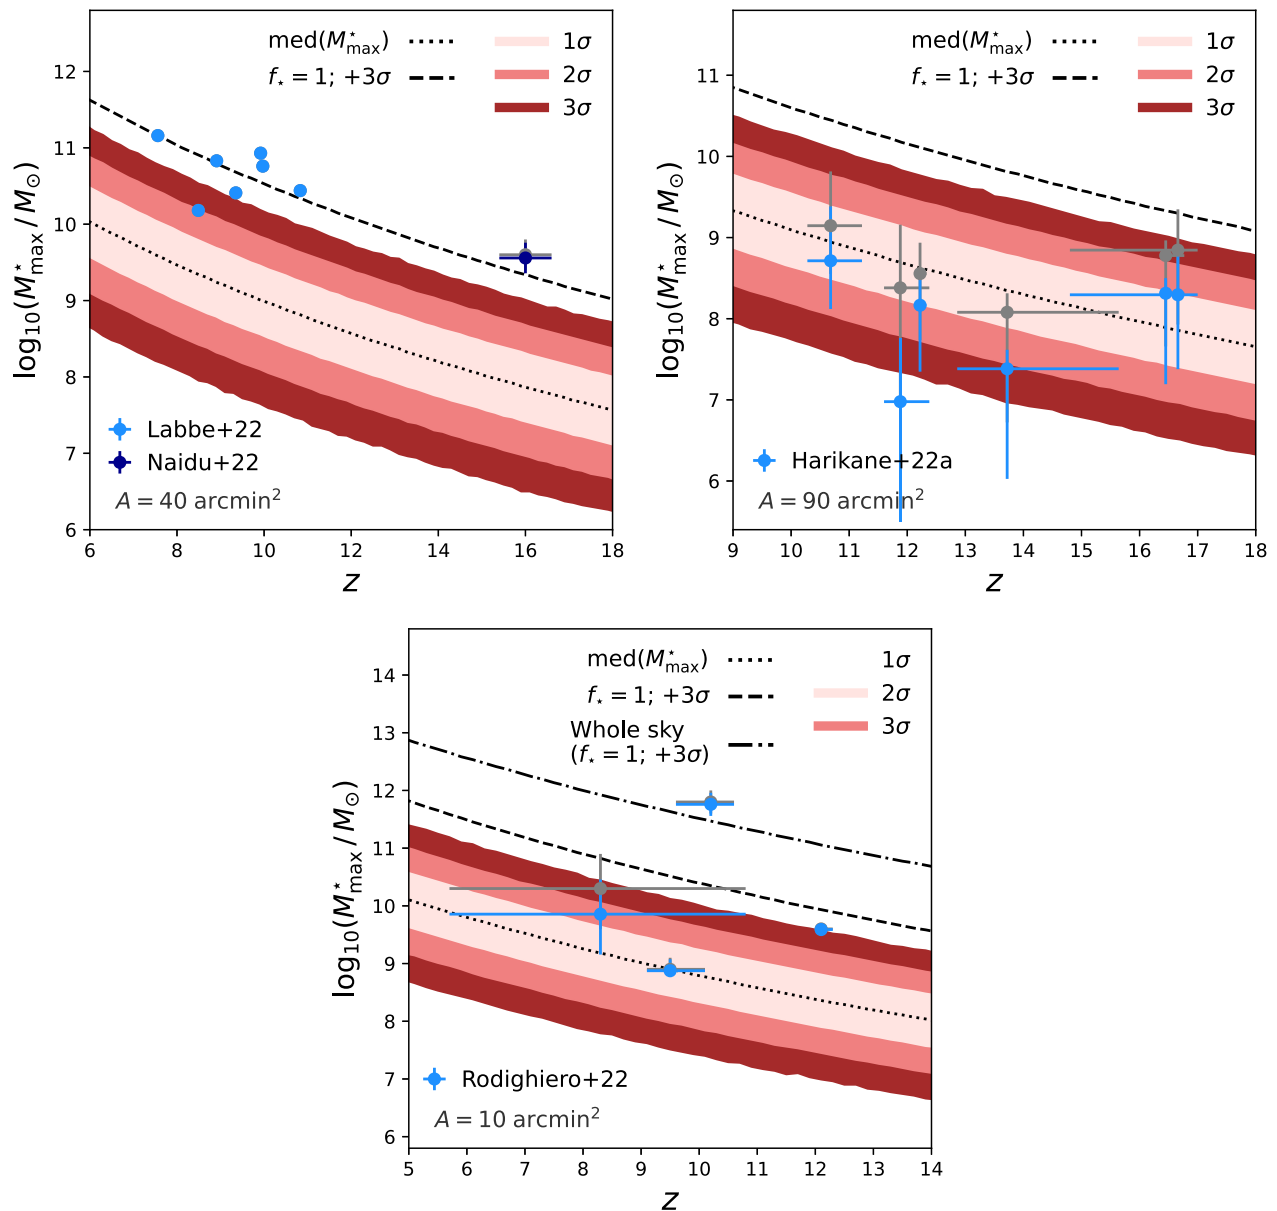 med(M⋆max)
f⋆ = 1; +3σ
1σ
2σ
3σ
12
11
10
9
8
7
6
log10(M⋆max / M⊙)
Labbe+22
Naidu+22
A = 40 arcmin2
6 8 10 12 14 16 18
z
med(M⋆max)
f⋆ = 1; +3σ
1σ
2σ
3σ
11
10
9
8
7
6
log10(M⋆max / M⊙)
Harikane+22a
A = 90 arcmin2
9 10 11 12 13 14 15 16 17 18
z
med(M⋆max)
f⋆ = 1; +3σ
Whole sky
(f⋆ = 1; +3σ)
1σ
2σ
3σ
14
13
12
11
10
9
8
7
6
log10(M⋆max / M⊙)
Rodighiero+22
A = 10 arcmin2
5 6 7 8 9 10 11 12 13 14
z